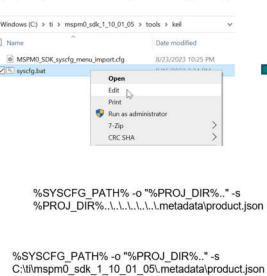 Windows (C:) > ti > mspm0_sdk_1_10_01_05 > tools > keil
Name Date modified
MSPM0_SDK_syscfg_menu_import.cfg 8/23/2023 10:25 PM
syscfg.bat
Open
Edit
Print
Run as administrator
7-Zip
CRC SHA
%SYSCFG_PATH% -o "%PROJ_DIR%.." -s
%PROJ_DIR%..\..\..\..\..\.metadata\product.json
%SYSCFG_PATH% -o "%PROJ_DIR%.." -s
C:\ti\mspm0_sdk_1_10_01_05\.metadata\product.json